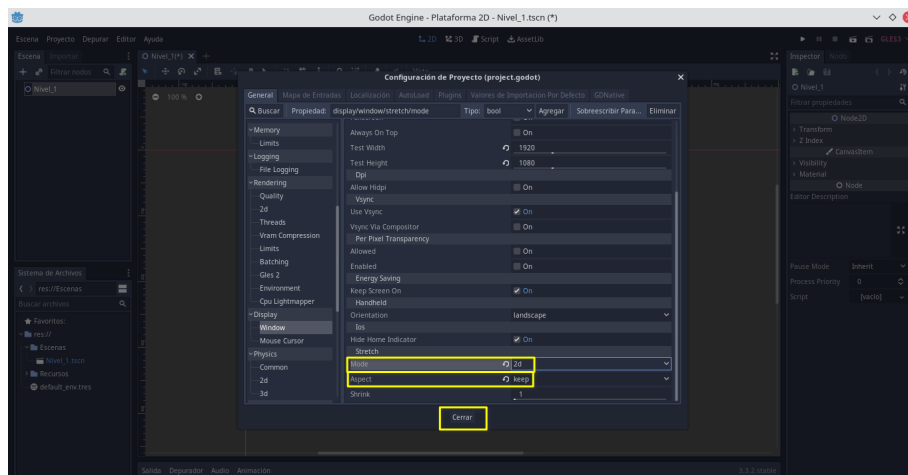 Godot Engine - Plataforma 2D - Nivel_1.tscn (*)
Escena Proyecto Depurar Editor Ayuda
2D 3D Script AssetLib
GLES3
Escena Importar
Nivel_1(*)
Inspector Nodo
Filtrar nodos
Nivel_1
100 %
Configuración de Proyecto (project.godot)
General Mapa de Entradas Localización AutoLoad Plugins Valores de Importacion Por Defecto GDNative
Buscar Propiedad: display/window/stretch/mode Tipo: bool Agregar Sobreescribir Para... Eliminar
Memory
Limits
Logging
File Logging
Rendering
Quality
2d
Threads
Vram Compression
Limits
Batching
Gles 2
Environment
Cpu Lightmapper
Display
Window
Mouse Cursor
Physics
Common
2d
3d
Always On Top On
Test Width 1920
Test Height 1080
Dpi
Allow Hidpi On
Vsync
Use Vsync On
Vsync Via Compositor On
Per Pixel Transparency
Allowed On
Enabled On
Energy Saving
Keep Screen On On
Handheld
Orientation landscape
Ios
Hide Home Indicator On
Stretch
Mode 2d
Aspect keep
Shrink 1
Cerrar
Nivel_1
Filtrar propiedades
Node2D
Transform
Z Index
CanvasItem
Visibility
Material
Node
Editor Description
Pause Mode Inherit
Process Priority 0
Script [vacío]
Sistema de Archivos
res://Escenas
Buscar archivos
Favoritos:
res://
Escenas
Nivel_1.tscn
Recursos
default_env.tres
Salida Depurador Audio Animación
3.3.2.stable